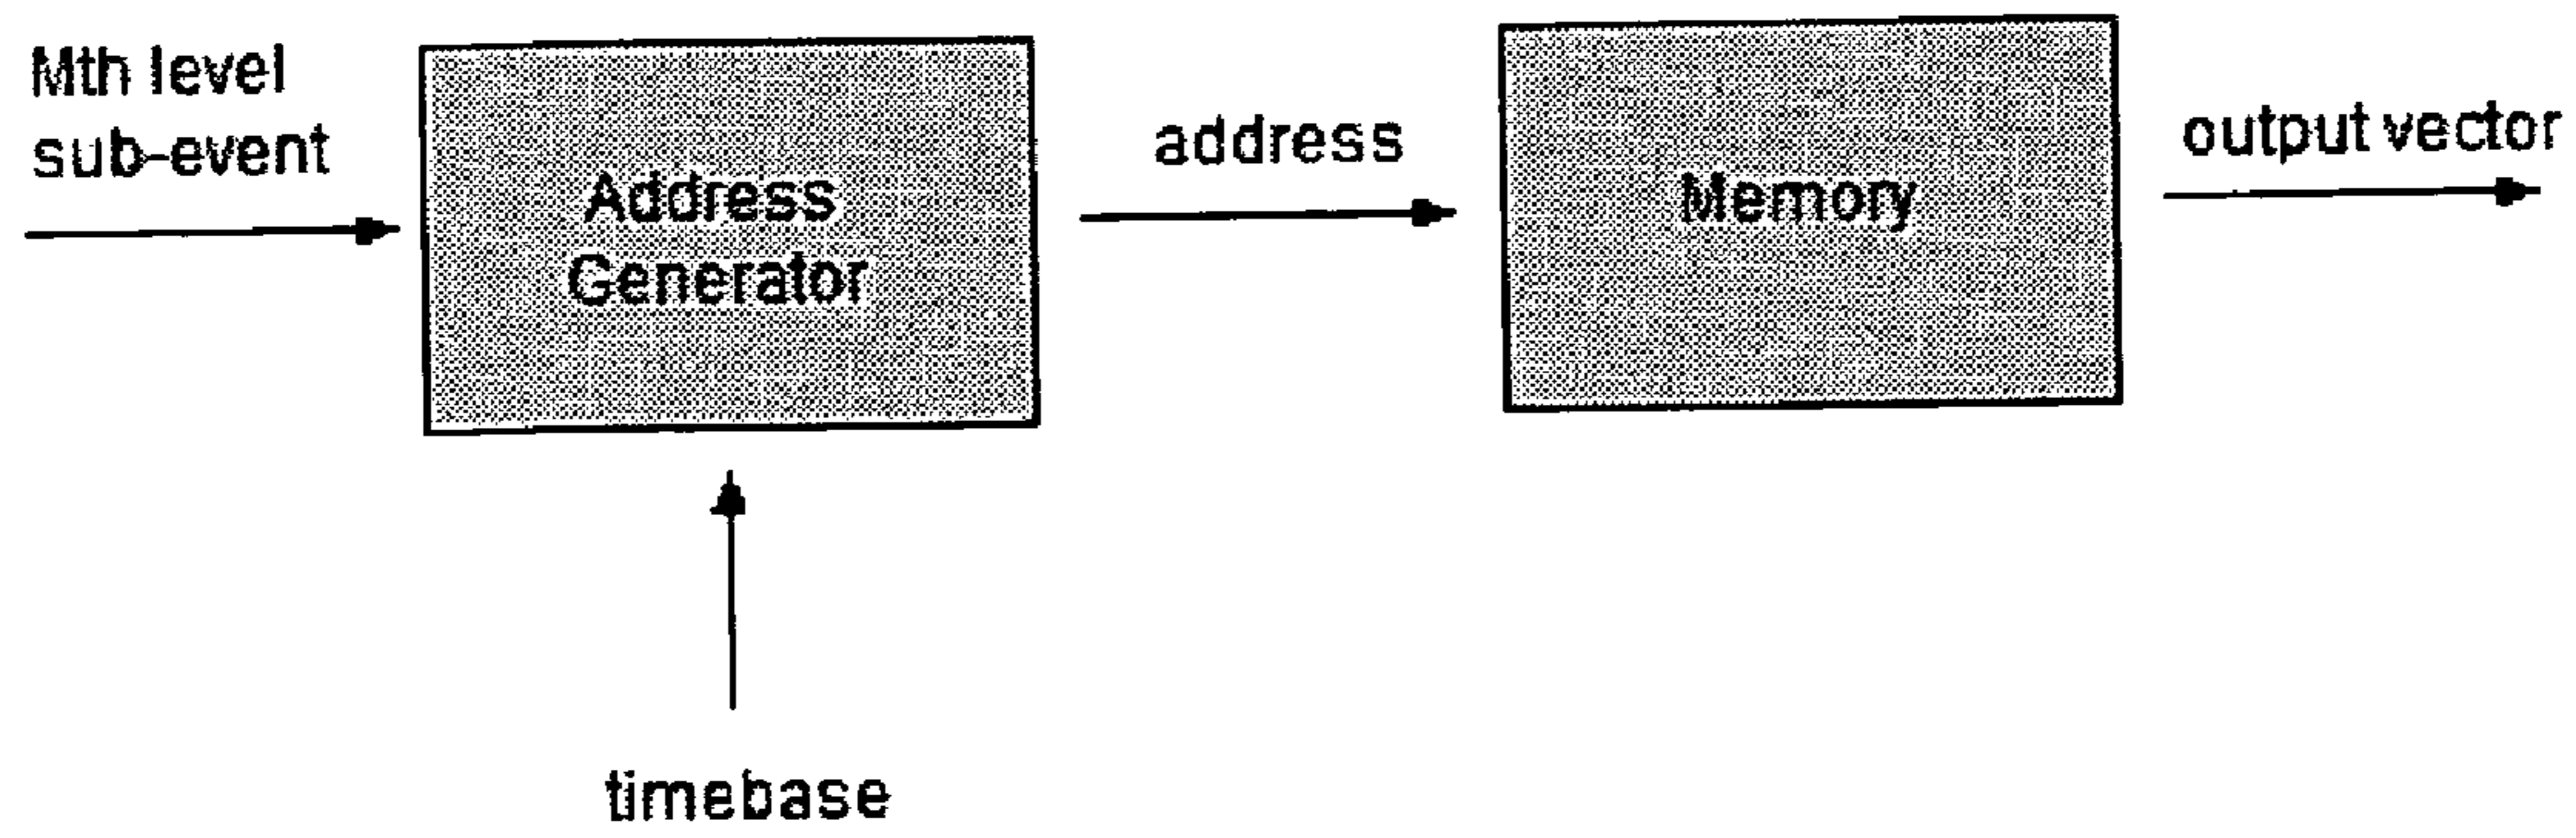 Mth level
sub-event
Address
Generator
address
Memory
output vector
timebase